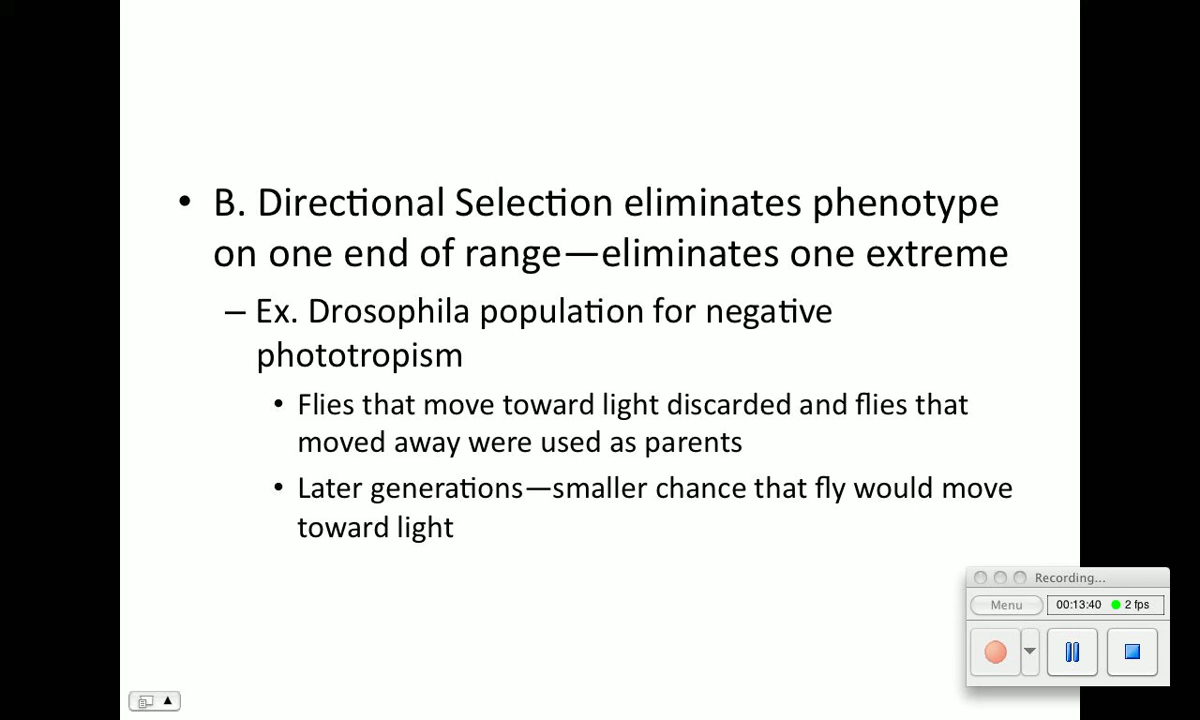 • B. Directional Selection eliminates phenotype
on one end of range—eliminates one extreme
– Ex. Drosophila population for negative
phototropism
• Flies that move toward light discarded and flies that
moved away were used as parents
• Later generations—smaller chance that fly would move
toward light
Recording...
Menu
00:13:40
2 fps